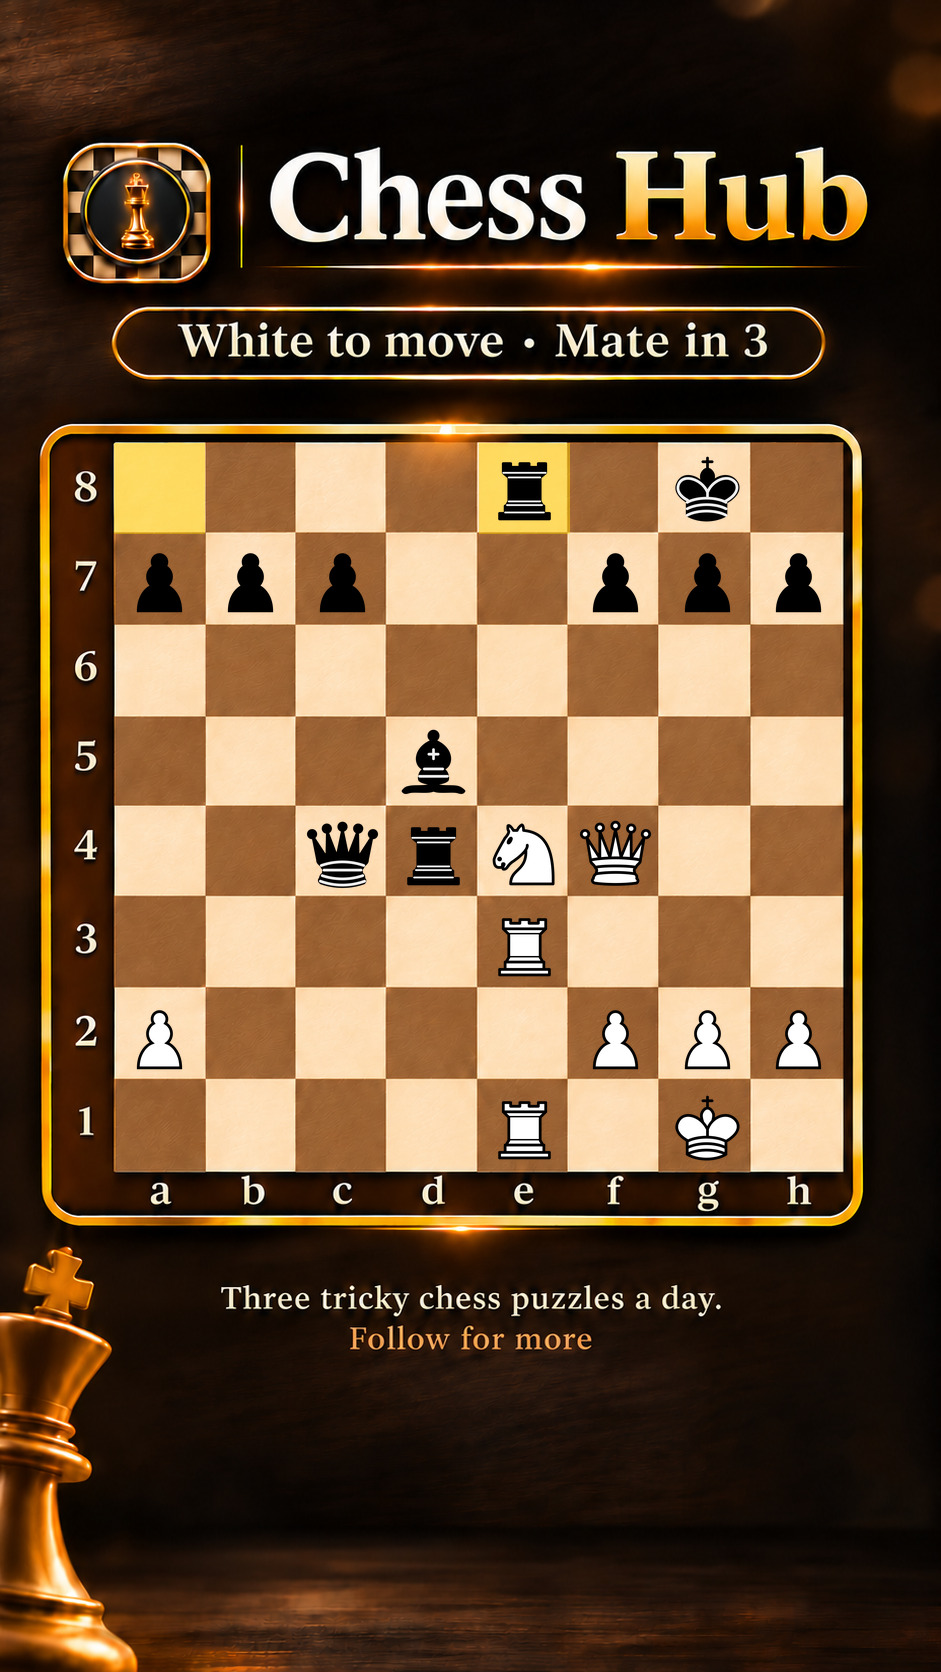 Chess Hub
White to move • Mate in 3
8
7
6
5
4
3
2
1
a b c d e f g h
Three tricky chess puzzles a day.
Follow for more